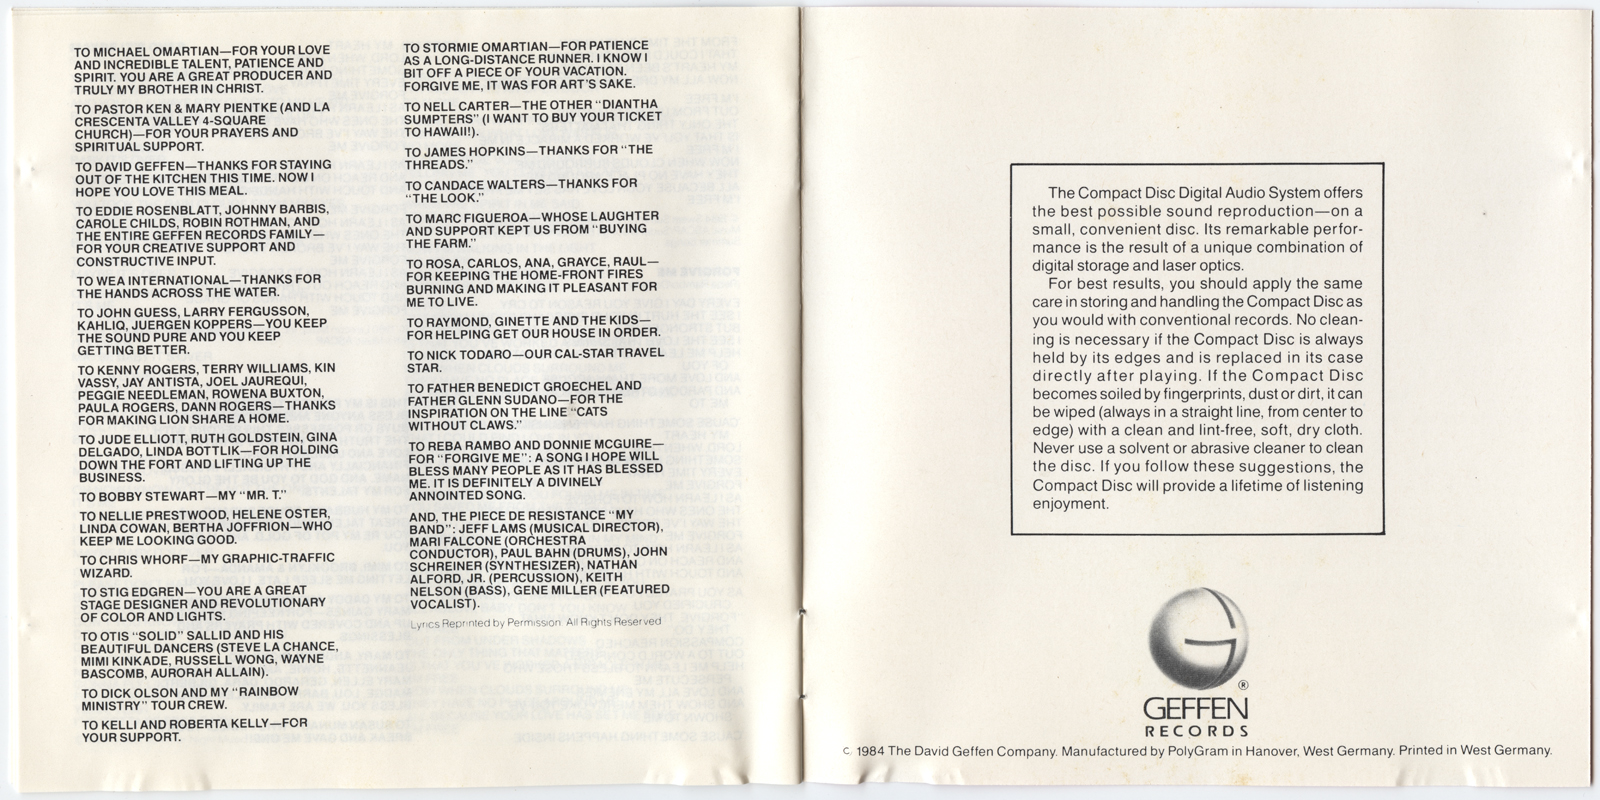 TO MICHAEL OMARTIAN—FOR YOUR LOVE
AND INCREDIBLE TALENT, PATIENCE AND
SPIRIT. YOU ARE A GREAT PRODUCER AND
TRULY MY BROTHER IN CHRIST.
TO PASTOR KEN & MARY PIENTKE (AND LA
CRESCENTA VALLEY 4-SQUARE
CHURCH)—FOR YOUR PRAYERS AND
SPIRITUAL SUPPORT.
TO DAVID GEFFEN—THANKS FOR STAYING
OUT OF THE KITCHEN THIS TIME. NOW I
HOPE YOU LOVE THIS MEAL.
TO EDDIE ROSENBLATT, JOHNNY BARBIS,
CAROLE CHILDS, ROBIN ROTHMAN, AND
THE ENTIRE GEFFEN RECORDS FAMILY—
FOR YOUR CREATIVE SUPPORT AND
CONSTRUCTIVE INPUT.
TO WEA INTERNATIONAL—THANKS FOR
THE HANDS ACROSS THE WATER.
TO JOHN GUESS, LARRY FERGUSSON,
KAHLIQ, JUERGEN KOPPERS—YOU KEEP
THE SOUND PURE AND YOU KEEP
GETTING BETTER.
TO KENNY ROGERS, TERRY WILLIAMS, KIN
VASSY, JAY ANTISTA, JOEL JAUREQUI,
PEGGIE NEEDLEMAN, ROWENA BUXTON,
PAULA ROGERS, DANN ROGERS—THANKS
FOR MAKING LION SHARE A HOME.
TO JUDE ELLIOTT, RUTH GOLDSTEIN, GINA
DELGADO, LINDA BOTTLIK—FOR HOLDING
DOWN THE FORT AND LIFTING UP THE
BUSINESS.
TO BOBBY STEWART—MY "MR. T."
TO NELLIE PRESTWOOD, HELENE OSTER,
LINDA COWAN, BERTHA JOFFRION—WHO
KEEP ME LOOKING GOOD.
TO CHRIS WHORF—MY GRAPHIC-TRAFFIC
WIZARD.
TO STIG EDGREN—YOU ARE A GREAT
STAGE DESIGNER AND REVOLUTIONARY
OF COLOR AND LIGHTS.
TO OTIS "SOLID" SALLID AND HIS
BEAUTIFUL DANCERS (STEVE LA CHANCE,
MIMI KINKADE, RUSSELL WONG, WAYNE
BASCOMB, AURORAH ALLAIN).
TO DICK OLSON AND MY "RAINBOW
MINISTRY" TOUR CREW.
TO KELLI AND ROBERTA KELLY—FOR
YOUR SUPPORT.
TO STORMIE OMARTIAN—FOR PATIENCE
AS A LONG-DISTANCE RUNNER. I KNOW I
BIT OFF A PIECE OF YOUR VACATION.
FORGIVE ME, IT WAS FOR ART'S SAKE.
TO NELL CARTER—THE OTHER "DIANTHA
SUMPTERS" (I WANT TO BUY YOUR TICKET
TO HAWAII!).
TO JAMES HOPKINS—THANKS FOR "THE
THREADS."
TO CANDACE WALTERS—THANKS FOR
"THE LOOK."
TO MARC FIGUEROA—WHOSE LAUGHTER
AND SUPPORT KEPT US FROM "BUYING
THE FARM."
TO ROSA, CARLOS, ANA, GRAYCE, RAUL—
FOR KEEPING THE HOME-FRONT FIRES
BURNING AND MAKING IT PLEASANT FOR
ME TO LIVE.
TO RAYMOND, GINETTE AND THE KIDS—
FOR HELPING GET OUR HOUSE IN ORDER.
TO NICK TODARO—OUR CAL-STAR TRAVEL
STAR.
TO FATHER BENEDICT GROECHEL AND
FATHER GLENN SUDANO—FOR THE
INSPIRATION ON THE LINE "CATS
WITHOUT CLAWS."
TO REBA RAMBO AND DONNIE MCGUIRE—
FOR "FORGIVE ME": A SONG I HOPE WILL
BLESS MANY PEOPLE AS IT HAS BLESSED
ME. IT IS DEFINITELY A DIVINELY
ANNOINTED SONG.
AND, THE PIECE DE RESISTANCE "MY
BAND": JEFF LAMS (MUSICAL DIRECTOR),
MARI FALCONE (ORCHESTRA
CONDUCTOR), PAUL BAHN (DRUMS), JOHN
SCHREINER (SYNTHESIZER), NATHAN
ALFORD, JR. (PERCUSSION), KEITH
NELSON (BASS), GENE MILLER (FEATURED
VOCALIST).
Lyrics Reprinted by Permission. All Rights Reserved
The Compact Disc Digital Audio System offers
the best possible sound reproduction—on a
small, convenient disc. Its remarkable perfor-
mance is the result of a unique combination of
digital storage and laser optics.
For best results, you should apply the same
care in storing and handling the Compact Disc as
you would with conventional records. No clean-
ing is necessary if the Compact Disc is always
held by its edges and is replaced in its case
directly after playing. If the Compact Disc
becomes soiled by fingerprints, dust or dirt, it can
be wiped (always in a straight line, from center to
edge) with a clean and lint-free, soft, dry cloth.
Never use a solvent or abrasive cleaner to clean
the disc. If you follow these suggestions, the
Compact Disc will provide a lifetime of listening
enjoyment.
®
GEFFEN
RECORDS
c. 1984 The David Geffen Company. Manufactured by PolyGram in Hanover, West Germany. Printed in West Germany.